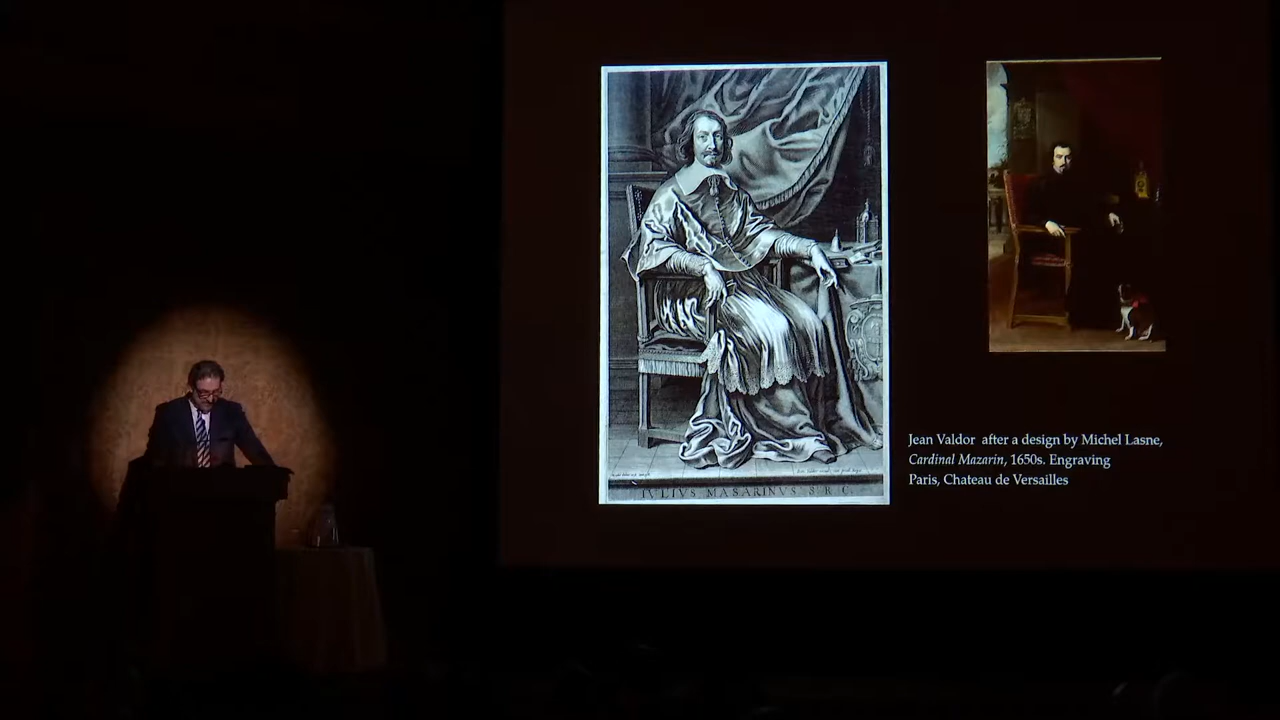 IVLIVS MASARINVS S.R.C.
Jean Valdor after a design by Michel Lasne,
Cardinal Mazarin, 1650s. Engraving
Paris, Chateau de Versailles